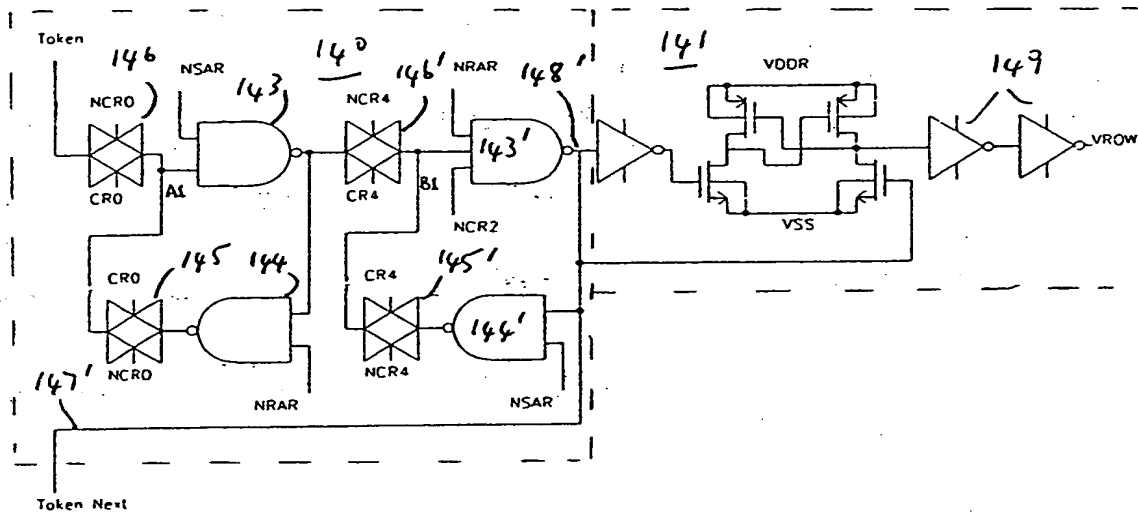 Token
146
NSAR
143
140
146'
NRAR
148'
141
VDDR
149
NCR0
NCR4
143'
VROW
CR0
A1
CR4
B1
NCR2
VSS
CR0
145
144
CR4
145'
144'
NCR0
NCR4
147'
NRAR
NSAR
Token Next